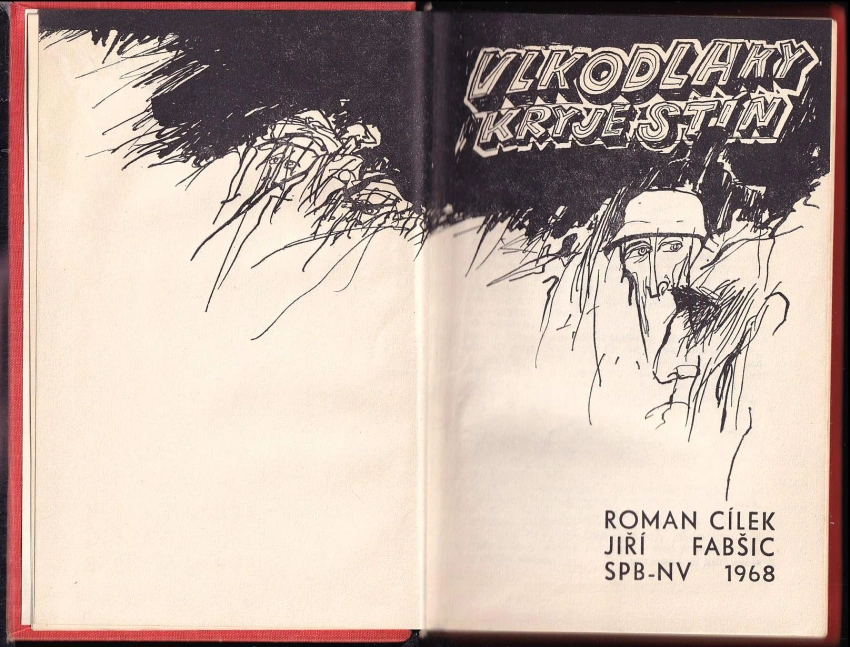 VLKODLAKY
KRYJE STÍN
ROMAN CÍLEK
JIŘÍ FABŠIC
SPB-NV 1968